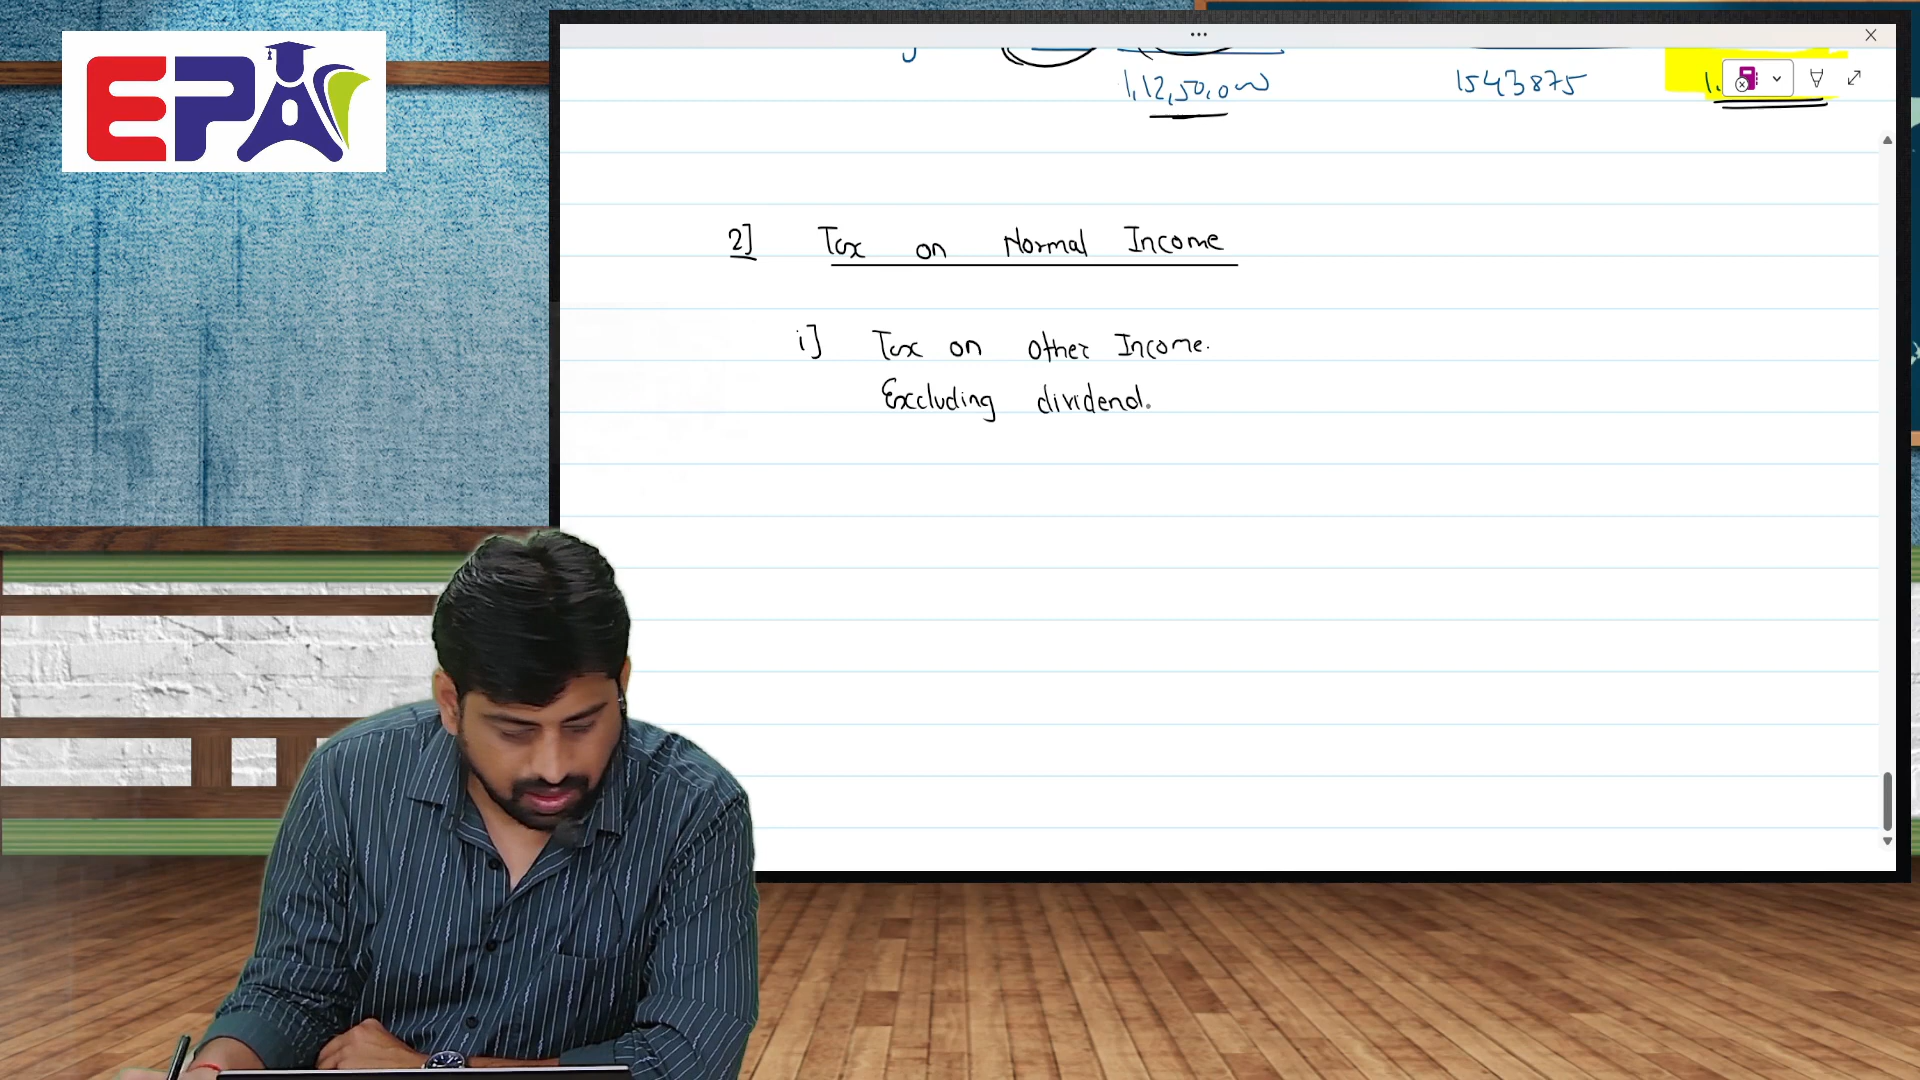 EPA
1,12,50,000 1543875
2] Tax on Normal Income
i] Tax on other Income.
Excluding dividend.